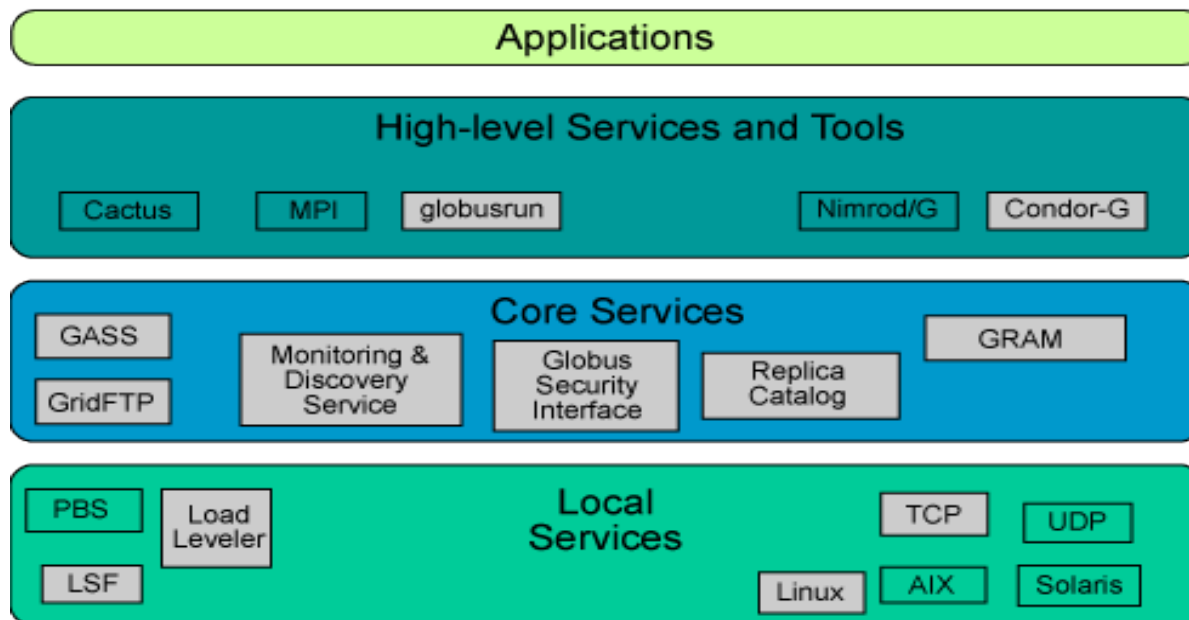 Applications
High-level Services and Tools
Cactus
MPI
globusrun
Nimrod/G
Condor-G
Core Services
GASS
GridFTP
Monitoring &
Discovery
Service
Globus
Security
Interface
Replica
Catalog
GRAM
Local
Services
PBS
Load
Leveler
LSF
TCP
UDP
Linux
AIX
Solaris